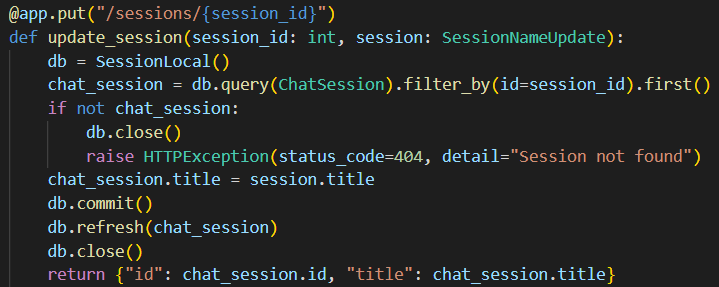 @app.put("/sessions/{session_id}")
def update_session(session_id: int, session: SessionNameUpdate):
    db = SessionLocal()
    chat_session = db.query(ChatSession).filter_by(id=session_id).first()
    if not chat_session:
        db.close()
        raise HTTPException(status_code=404, detail="Session not found")
    chat_session.title = session.title
    db.commit()
    db.refresh(chat_session)
    db.close()
    return {"id": chat_session.id, "title": chat_session.title}